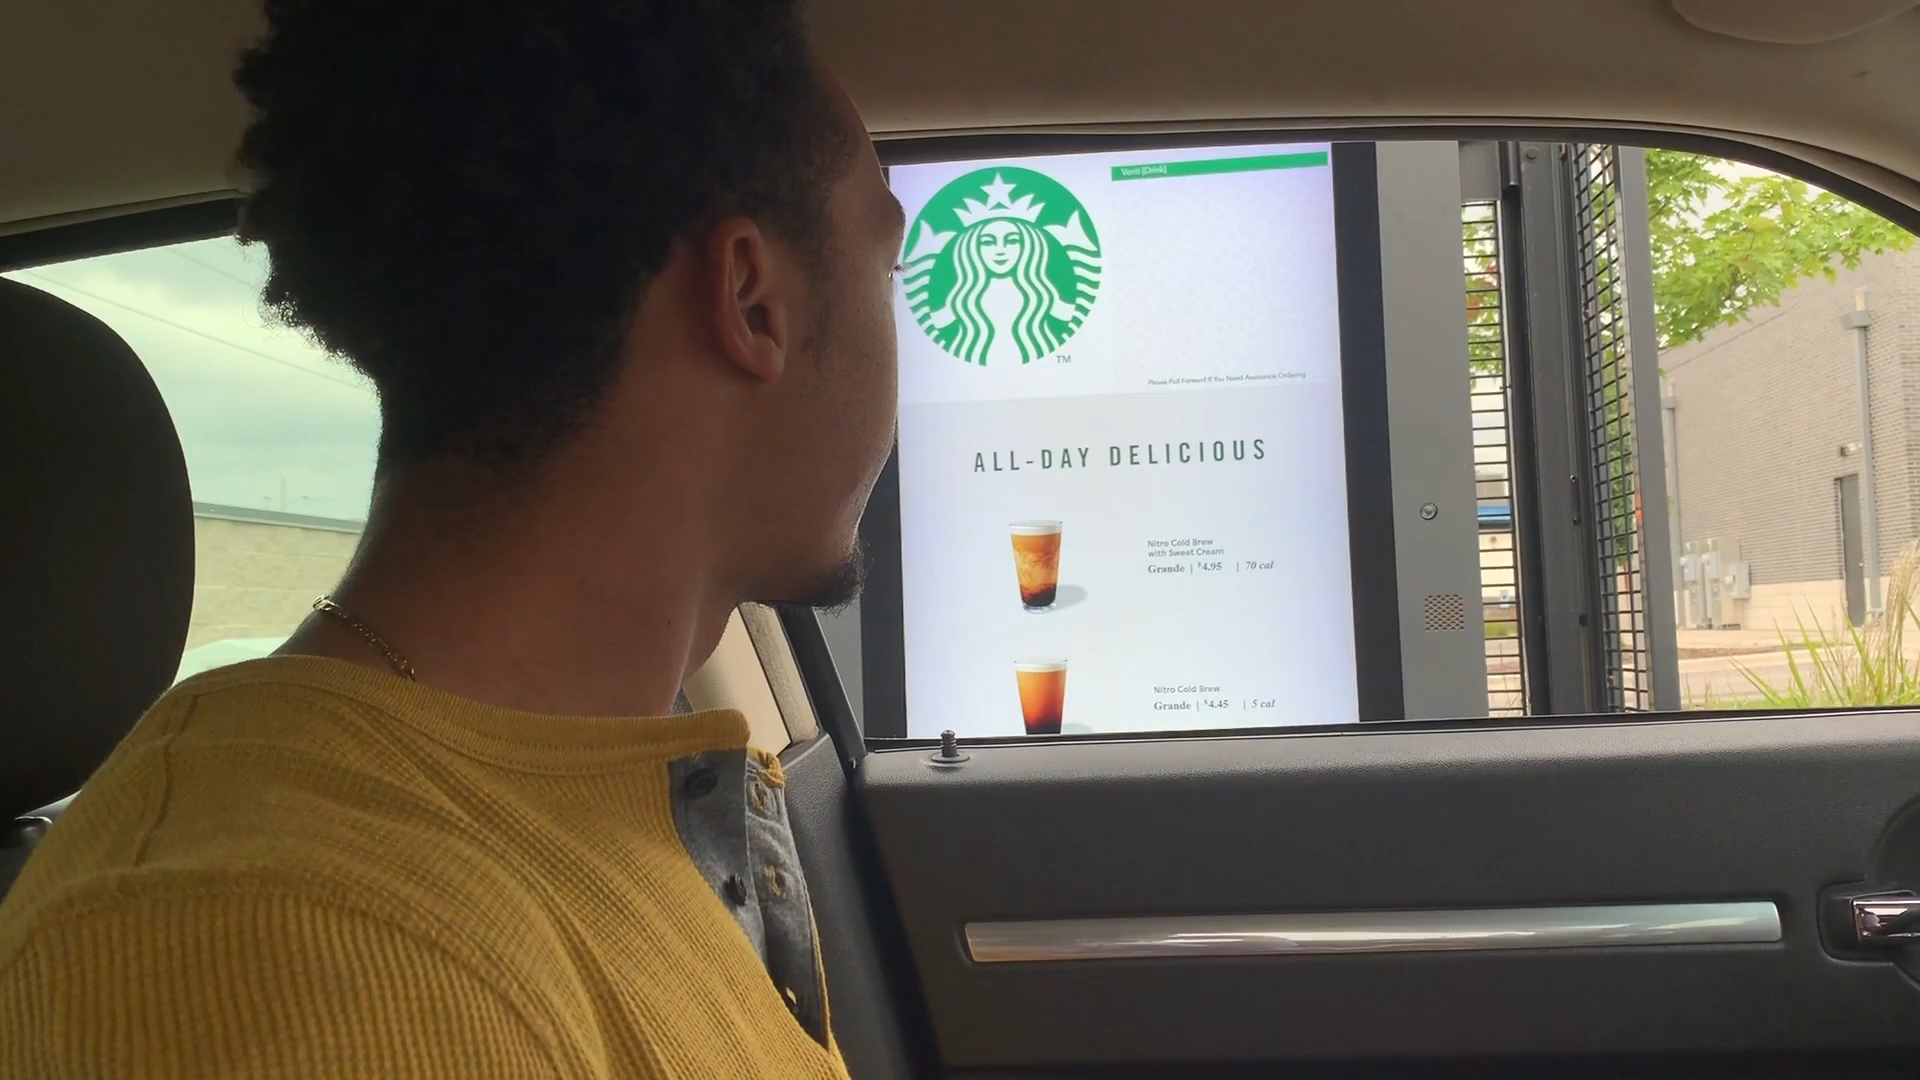 Venti [Drink]
TM
Please Pull Forward If You Need Assistance Ordering
ALL-DAY DELICIOUS
Nitro Cold Brew
with Sweet Cream
Grande | $4.95 | 70 cal
Nitro Cold Brew
Grande | $4.45 | 5 cal